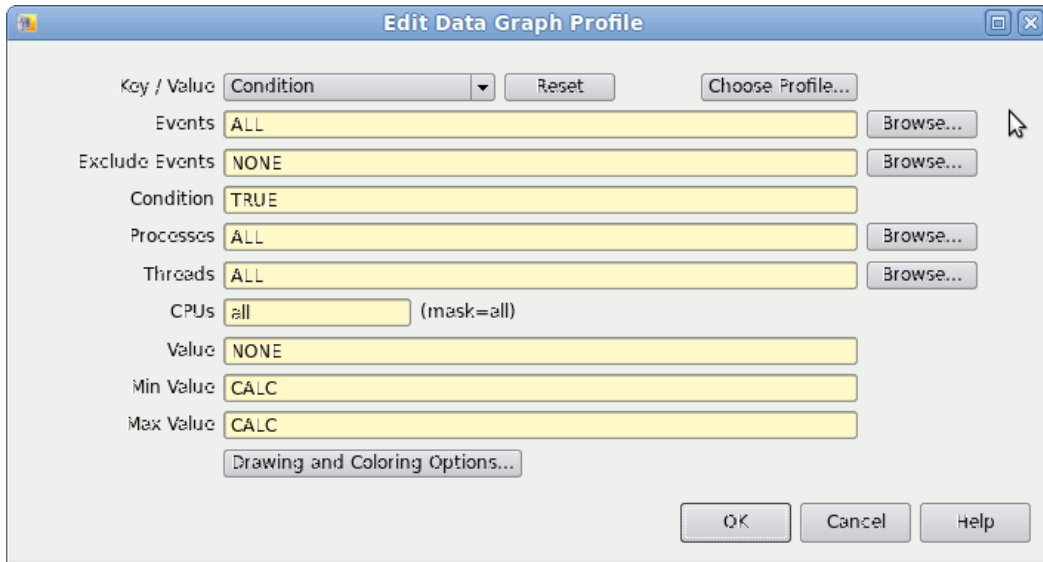 Edit Data Graph Profile
Key / Value Condition Reset Choose Profile...
Events ALL Browse...
Exclude Events NONE Browse...
Condition TRUE
Processes ALL Browse...
Threads ALL Browse...
CPUs all (mask=all)
Value NONE
Min Value CALC
Max Value CALC
Drawing and Coloring Options...
OK Cancel Help